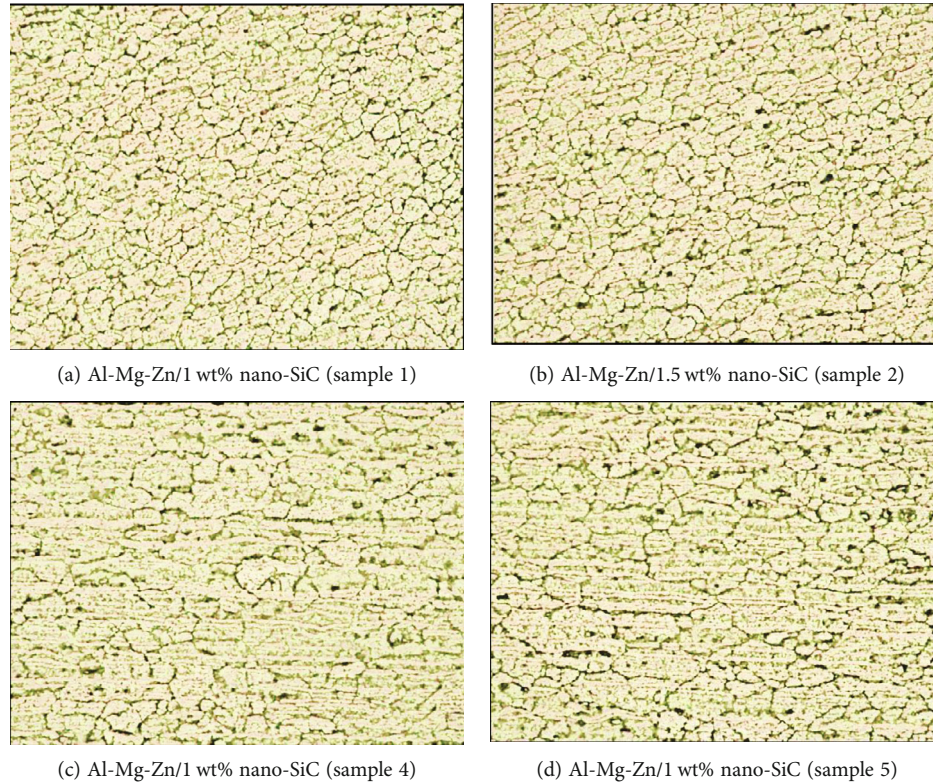 (a) Al-Mg-Zn/1 wt% nano-SiC (sample 1)
(b) Al-Mg-Zn/1.5 wt% nano-SiC (sample 2)
(c) Al-Mg-Zn/1 wt% nano-SiC (sample 4)
(d) Al-Mg-Zn/1 wt% nano-SiC (sample 5)